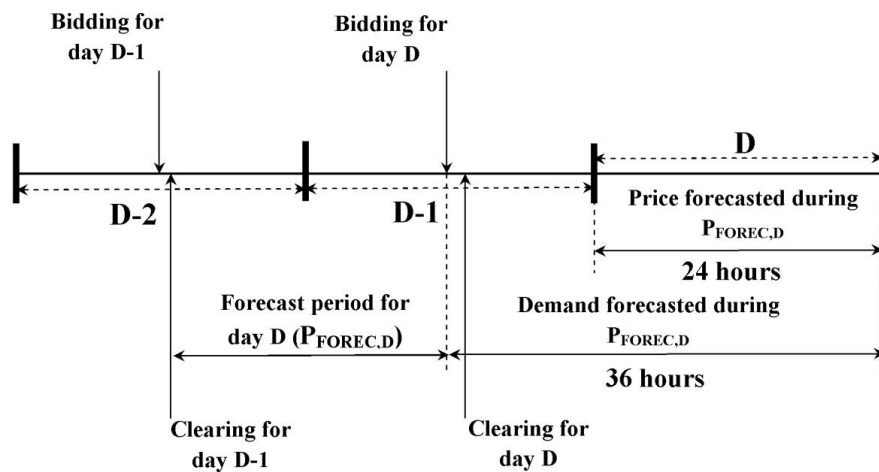 Bidding for
day D-1
Bidding for
day D
D
D-2
D-1
Price forecasted during
PFOREC,D
24 hours
Forecast period for
day D (PFOREC,D)
Demand forecasted during
PFOREC,D
36 hours
Clearing for
day D-1
Clearing for
day D